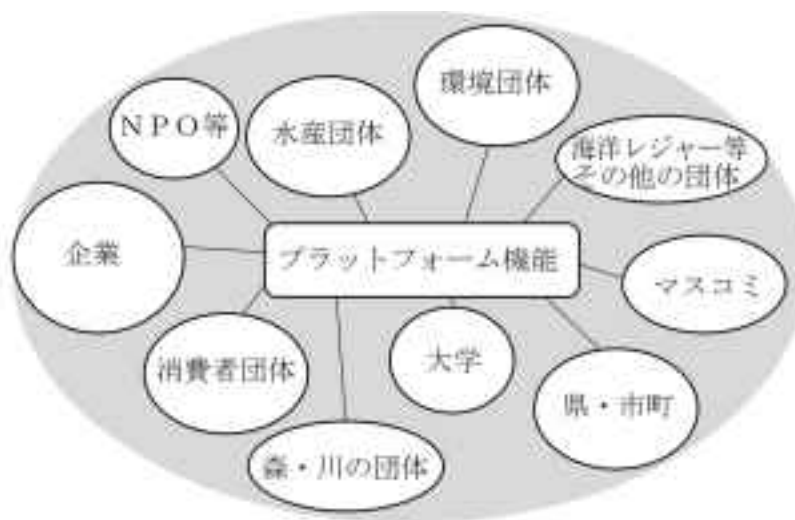 環境団体
NPO等
水産団体
海洋レジャー等
その他の団体
企業
プラットフォーム機能
マスコミ
消費者団体
大学
県・市町
森・川の団体